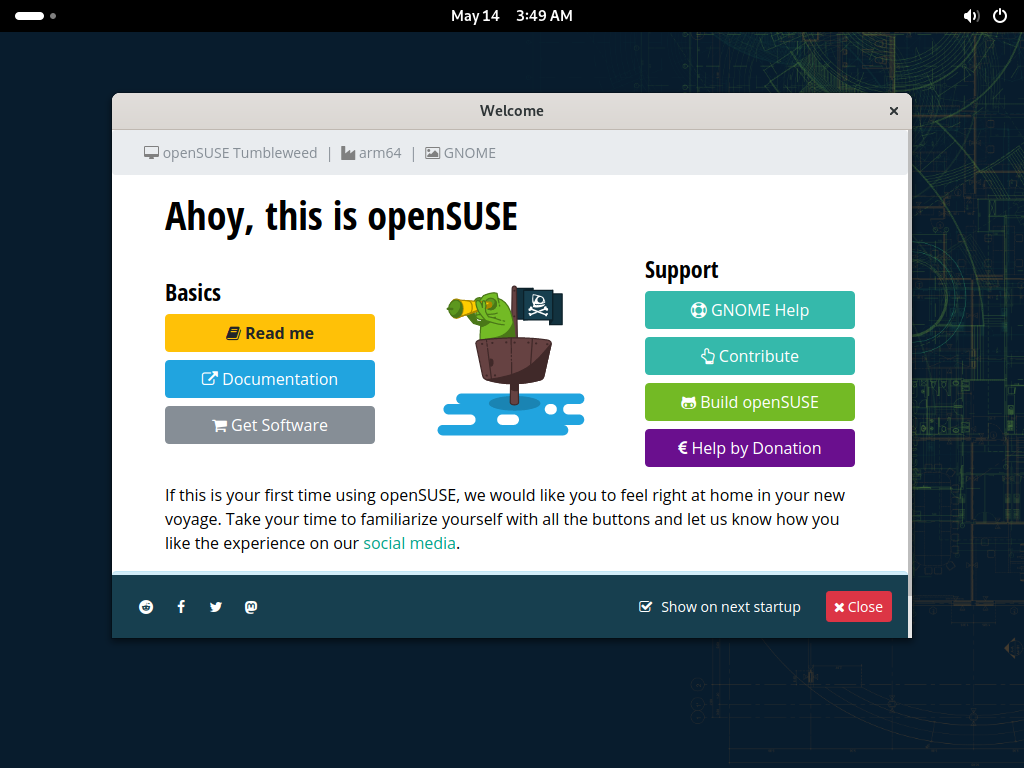 May 14 3:49 AM
Welcome
openSUSE Tumbleweed | arm64 | GNOME
Ahoy, this is openSUSE
Basics
Read me
Documentation
Get Software
Support
GNOME Help
Contribute
Build openSUSE
€ Help by Donation
If this is your first time using openSUSE, we would like you to feel right at home in your new
voyage. Take your time to familiarize yourself with all the buttons and let us know how you
like the experience on our social media.
Show on next startup
Close